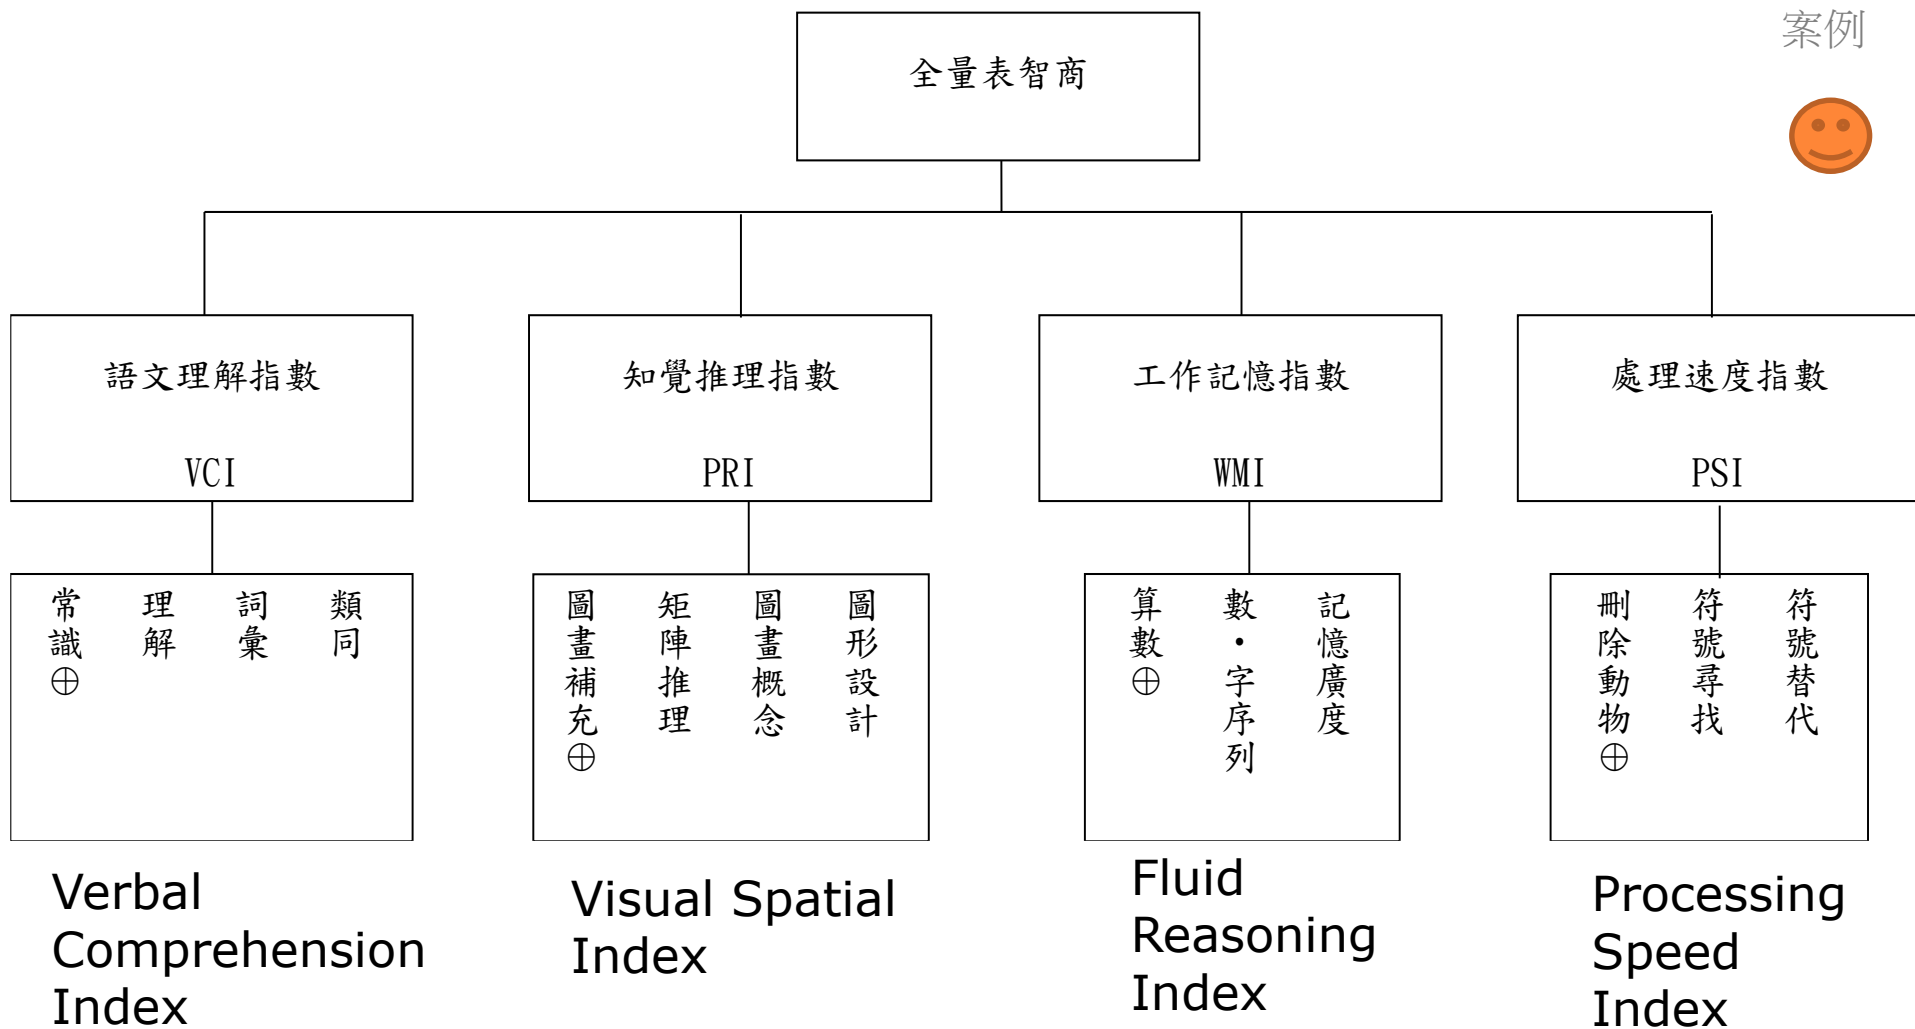 案例
全量表智商
語文理解指數
VCI
知覺推理指數
PRI
工作記憶指數
WMI
處理速度指數
PSI
常識⊕
理解
詞彙
類同
圖畫補充⊕
矩陣推理
圖畫概念
圖形設計
算數⊕
數・字序列
記憶廣度
刪除動物⊕
符號尋找
符號替代
Verbal
Comprehension
Index
Visual Spatial
Index
Fluid
Reasoning
Index
Processing
Speed
Index